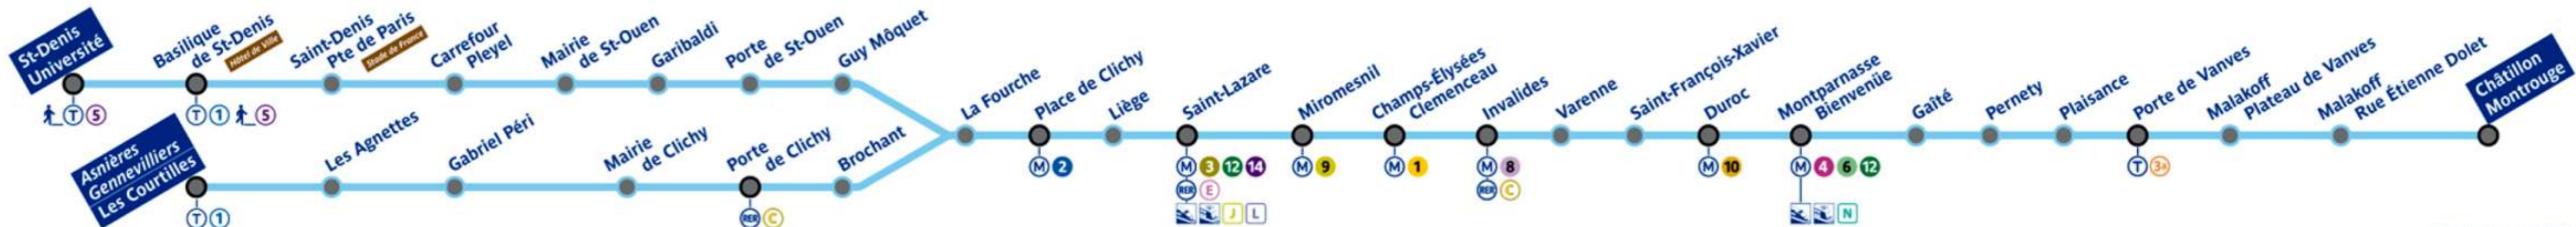 St-Denis
Université
T 5
Basilique
de St-Denis
Hôtel de Ville
T 1 5
Saint-Denis
Pte de Paris
Stade de France
Carrefour
Pleyel
Mairie
de St-Ouen
Garibaldi
Porte
de St-Ouen
Guy Môquet
Asnières
Gennevilliers
Les Courtilles
T 1
Les Agnettes
Gabriel Péri
Mairie
de Clichy
Porte
de Clichy
RER C
Brochant
La Fourche
Place de Clichy
M 2
Liège
Saint-Lazare
M 3 12 14
RER E
J L
Miromesnil
M 9
Champs-Élysées
Clemenceau
M 1
Invalides
M 8
RER C
Varenne
Saint-François-Xavier
Duroc
M 10
Montparnasse
Bienvenüe
M 4 6 12
N
Gaîté
Pernety
Plaisance
Porte de Vanves
T 3a
Malakoff
Plateau de Vanves
Malakoff
Rue Étienne Dolet
Châtillon
Montrouge